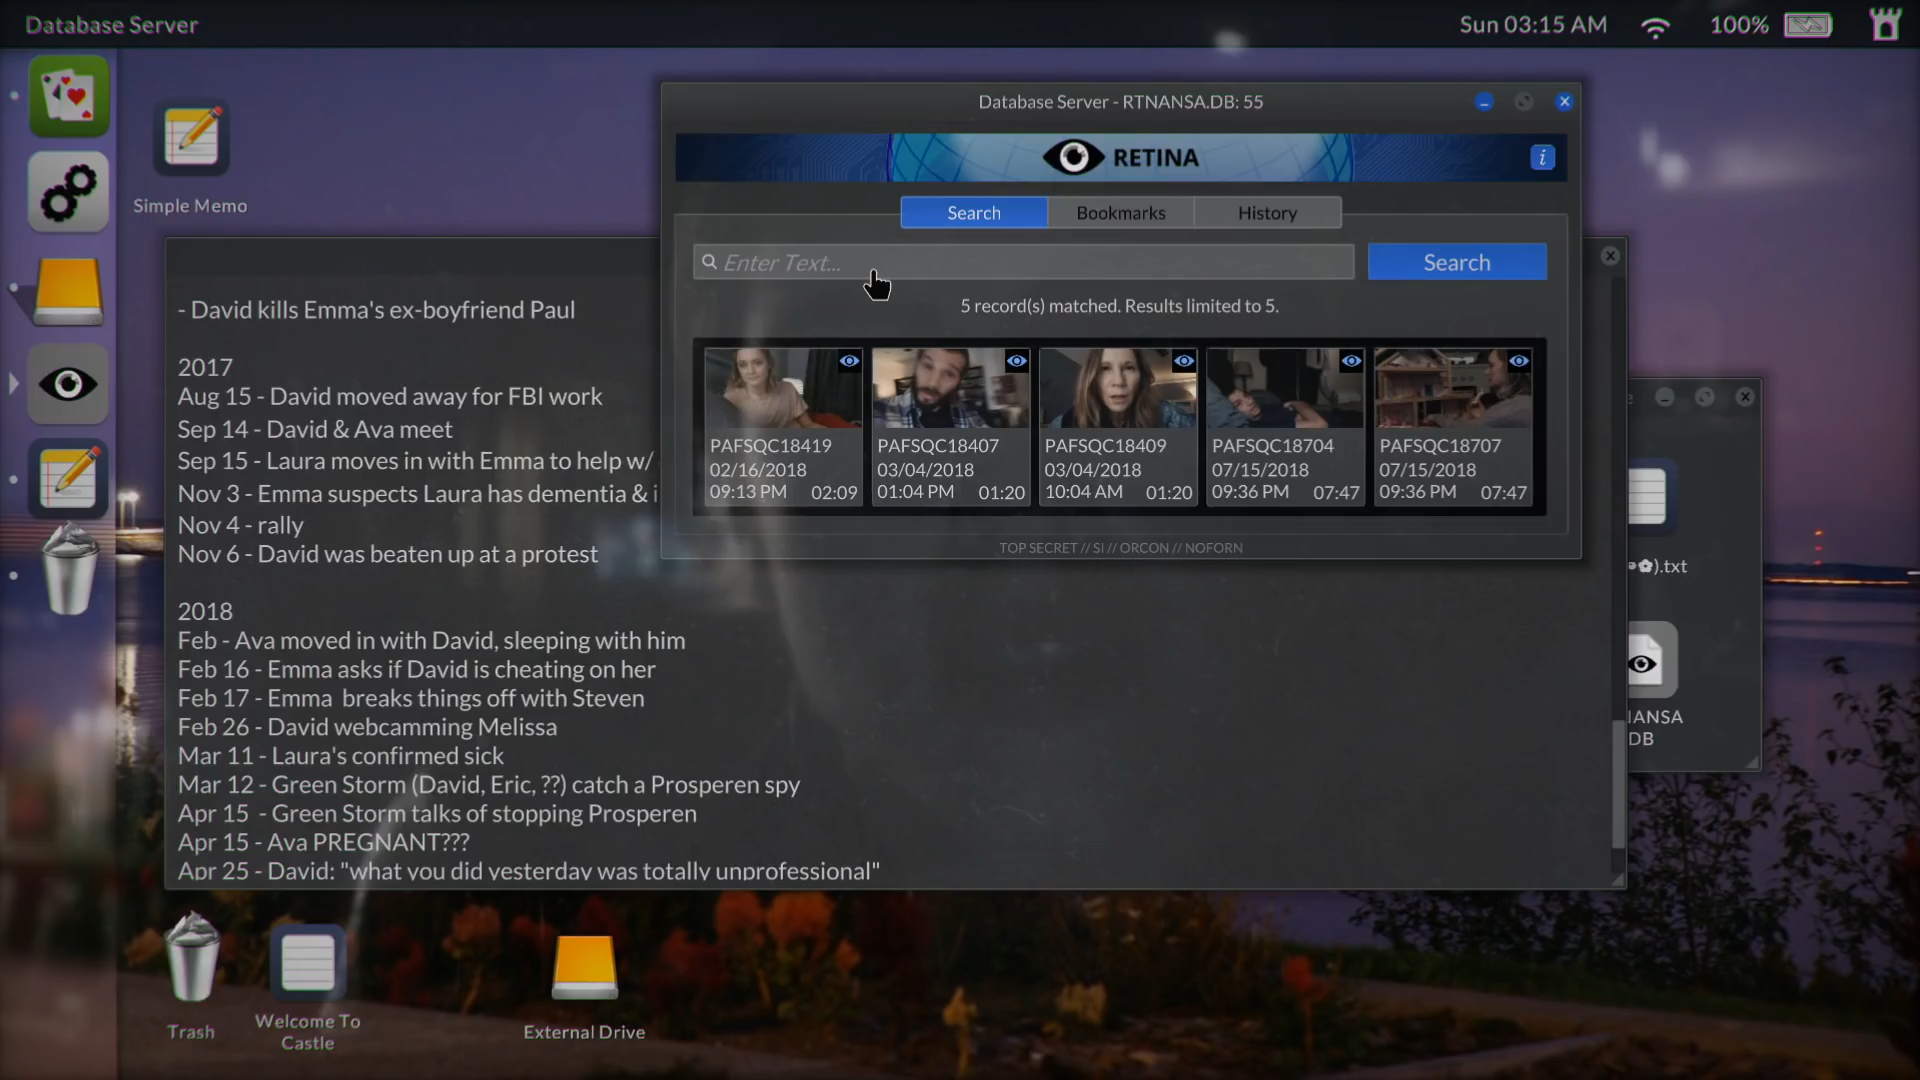 Database Server
Sun 03:15 AM
100%
Simple Memo
Database Server - RTNANSA.DB: 55
RETINA
i
Search
Bookmarks
History
Enter Text...
Search
5 record(s) matched. Results limited to 5.
PAFSQC18419
02/16/2018
09:13 PM 02:09
PAFSQC18407
03/04/2018
01:04 PM 01:20
PAFSQC18409
03/04/2018
10:04 AM 01:20
PAFSQC18704
07/15/2018
09:36 PM 07:47
PAFSQC18707
07/15/2018
09:36 PM 07:47
TOP SECRET // SI // ORCON // NOFORN
- David kills Emma's ex-boyfriend Paul
2017
Aug 15 - David moved away for FBI work
Sep 14 - David & Ava meet
Sep 15 - Laura moves in with Emma to help w/
Nov 3 - Emma suspects Laura has dementia & i
Nov 4 - rally
Nov 6 - David was beaten up at a protest
2018
Feb - Ava moved in with David, sleeping with him
Feb 16 - Emma asks if David is cheating on her
Feb 17 - Emma  breaks things off with Steven
Feb 26 - David webcamming Melissa
Mar 11 - Laura's confirmed sick
Mar 12 - Green Storm (David, Eric, ??) catch a Prosperen spy
Apr 15  - Green Storm talks of stopping Prosperen
Apr 15 - Ava PREGNANT???
Apr 25 - David: "what you did yesterday was totally unprofessional"
✿).txt
NANSA
DB
Trash
Welcome To
Castle
External Drive